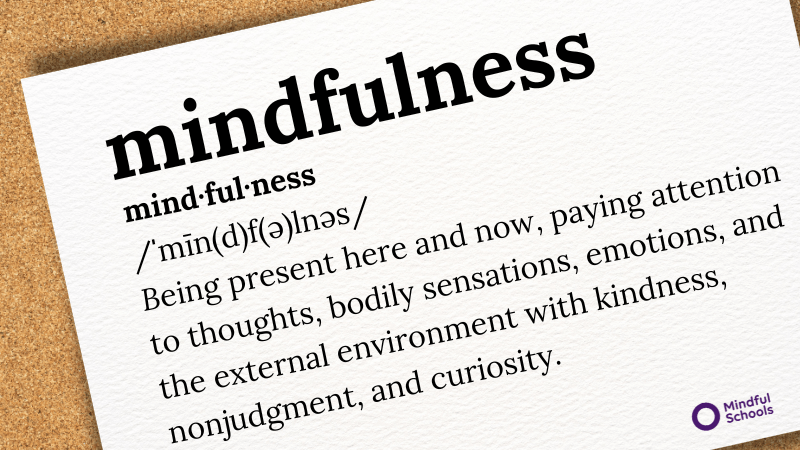 mindfulness
mind·ful·ness
/ˈmīn(d)f(ə)lnəs/
Being present here and now, paying attention
to thoughts, bodily sensations, emotions, and
the external environment with kindness,
nonjudgment, and curiosity.
Mindful
Schools